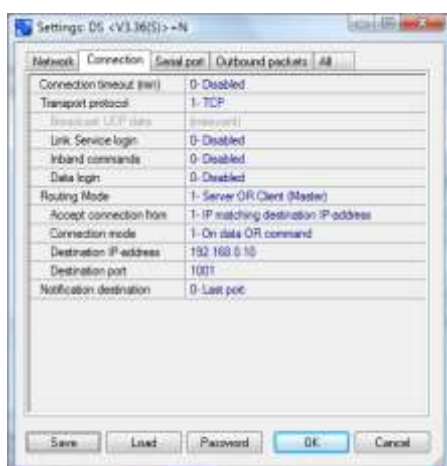 Settings: DS <V3.36(S)>-N
Network Connection Serial port Outbound packets All
Connection timeout (min) 0- Disabled
Transport protocol 1- TCP
Broadcast UDP data (irrelevant)
Link Service login 0- Disabled
Inband commands 0- Disabled
Data login 0- Disabled
Routing Mode 1- Server OR Client (Master)
Accept connection from 1- IP matching destination IP-address
Connection mode 1- On data OR command
Destination IP-address 192.168.0.10
Destination port 1001
Notification destination 0- Last port
Save Load Password OK Cancel